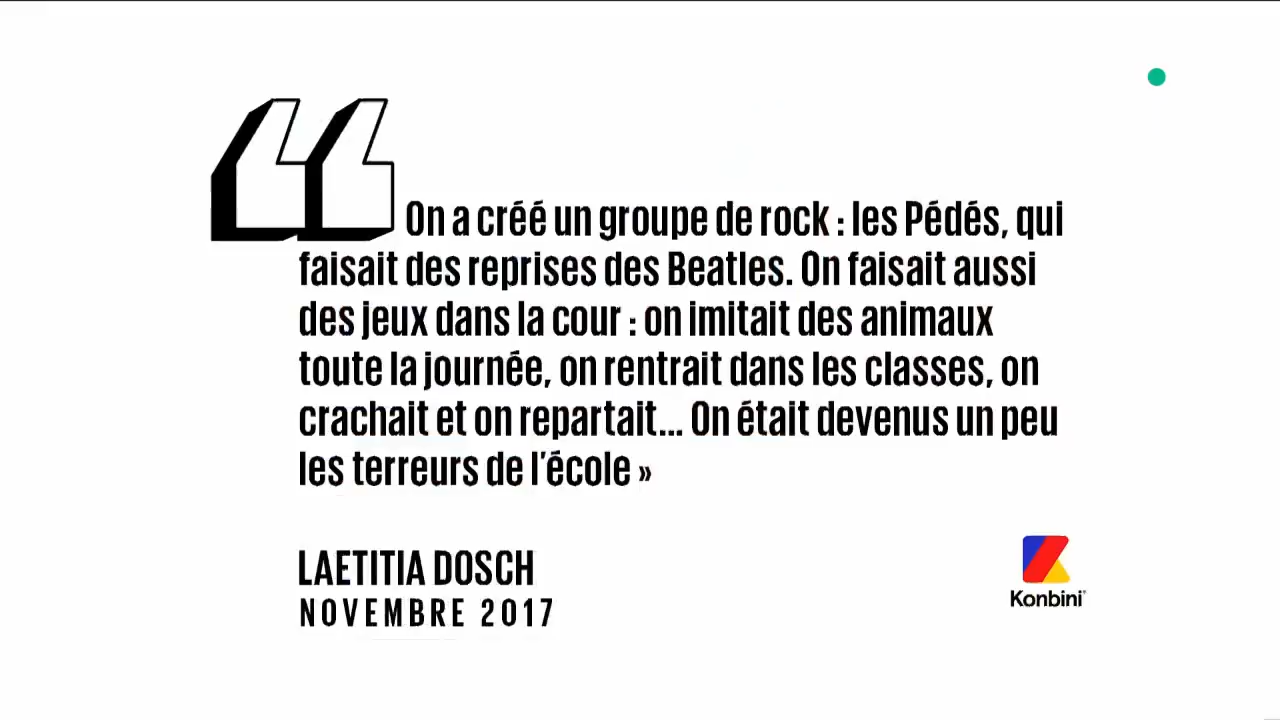 On a créé un groupe de rock : les Pédés, qui
faisait des reprises des Beatles. On faisait aussi
des jeux dans la cour : on imitait des animaux
toute la journée, on rentrait dans les classes, on
crachait et on repartait... On était devenus un peu
les terreurs de l'école »
LAETITIA DOSCH
NOVEMBRE 2017
Konbini